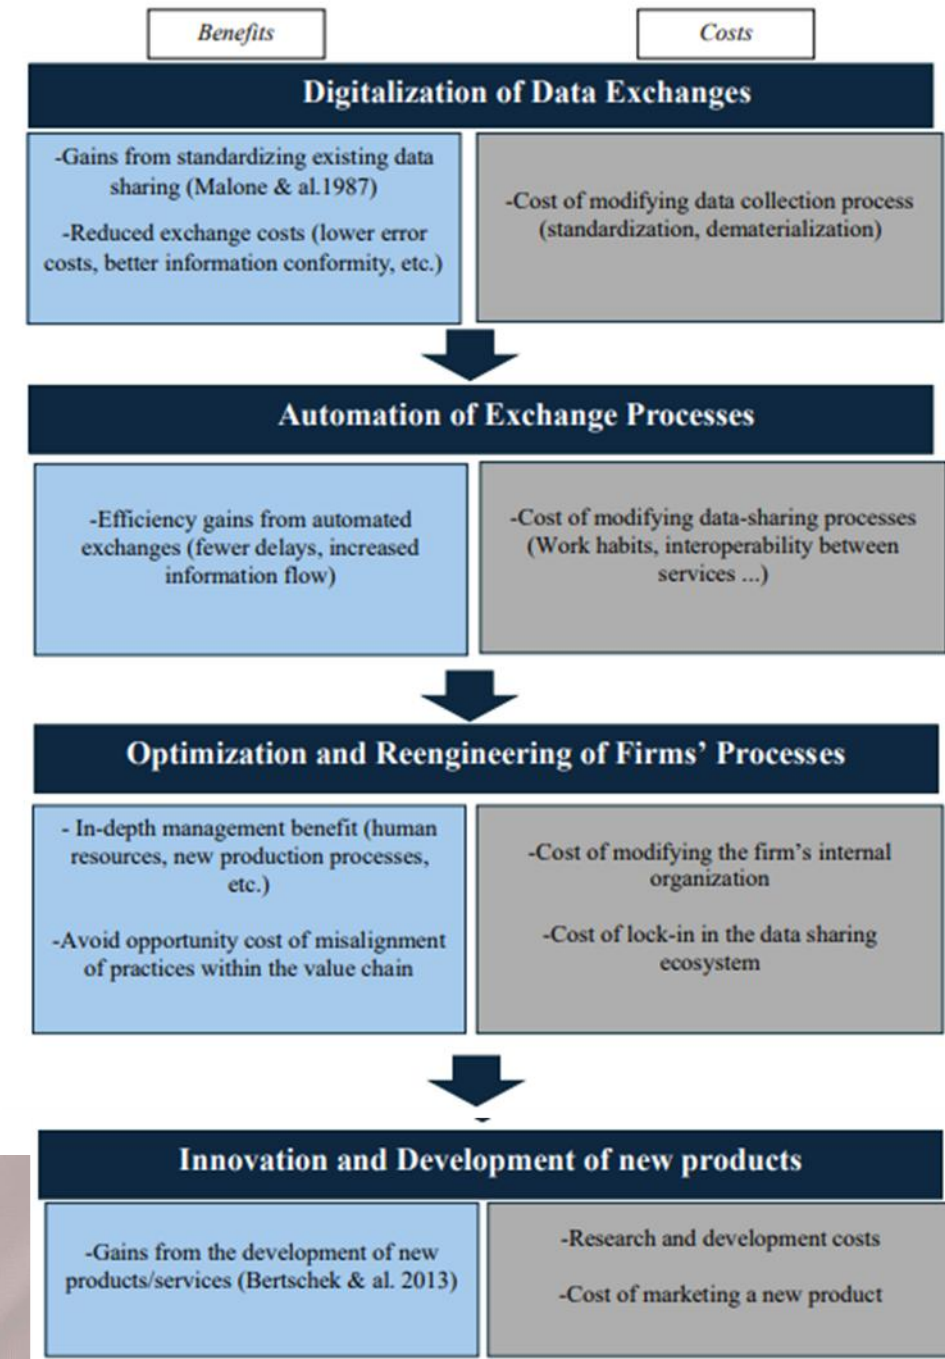 Benefits
Costs
Digitalization of Data Exchanges
-Gains from standardizing existing data
sharing (Malone & al.1987)
-Reduced exchange costs (lower error
costs, better information conformity, etc.)
-Cost of modifying data collection process
(standardization, dematerialization)
Automation of Exchange Processes
-Efficiency gains from automated
exchanges (fewer delays, increased
information flow)
-Cost of modifying data-sharing processes
(Work habits, interoperability between
services ...)
Optimization and Reengineering of Firms’ Processes
- In-depth management benefit (human
resources, new production processes,
etc.)
-Avoid opportunity cost of misalignment
of practices within the value chain
-Cost of modifying the firm’s internal
organization
-Cost of lock-in in the data sharing
ecosystem
Innovation and Development of new products
-Gains from the development of new
products/services (Bertschek & al. 2013)
-Research and development costs
-Cost of marketing a new product